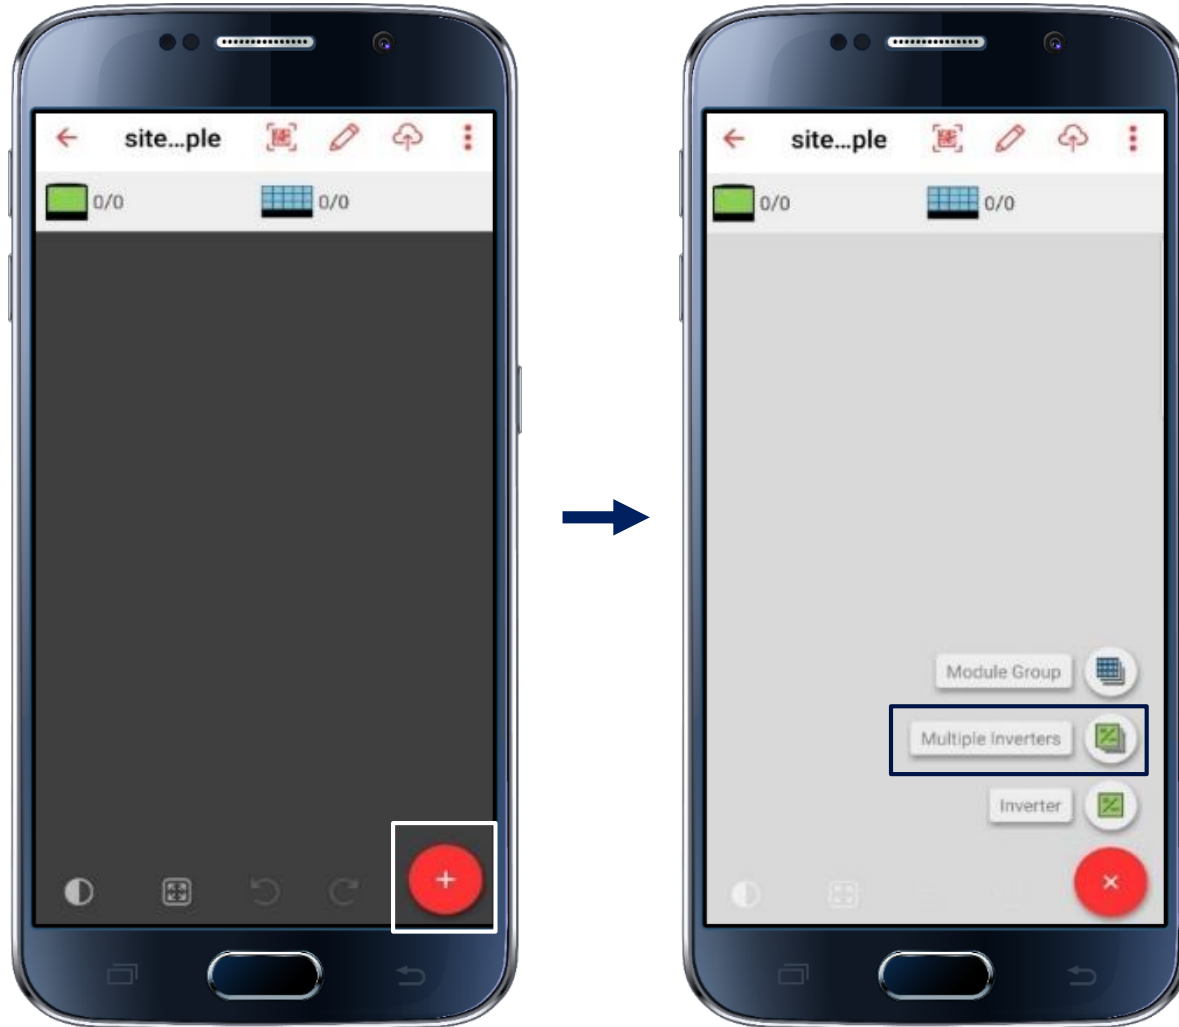 site...ple
0/0
0/0
site...ple
0/0
0/0
Module Group
Multiple Inverters
Inverter